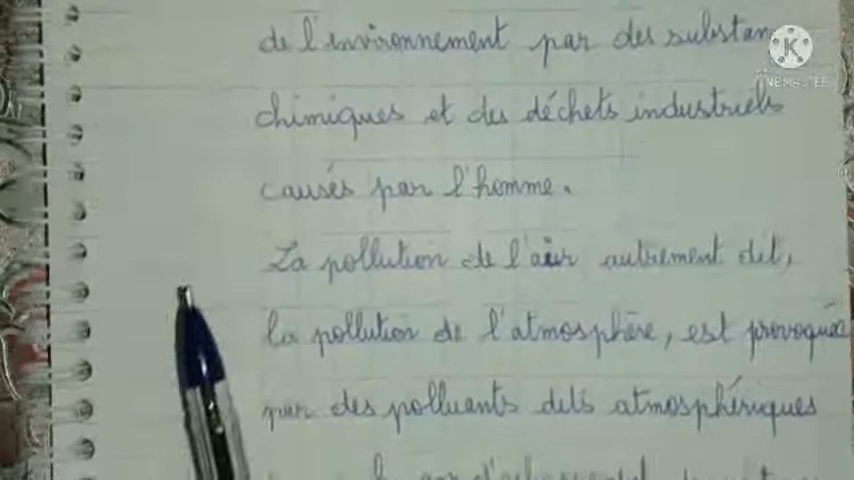 de l'environnement par des substan
chimiques et des déchets industriels
causés par l'homme.
La pollution de l'air autrement dit,
la pollution de l'atmosphère, est provoquée
par des polluants dits atmosphériques
K
KINEMASTER